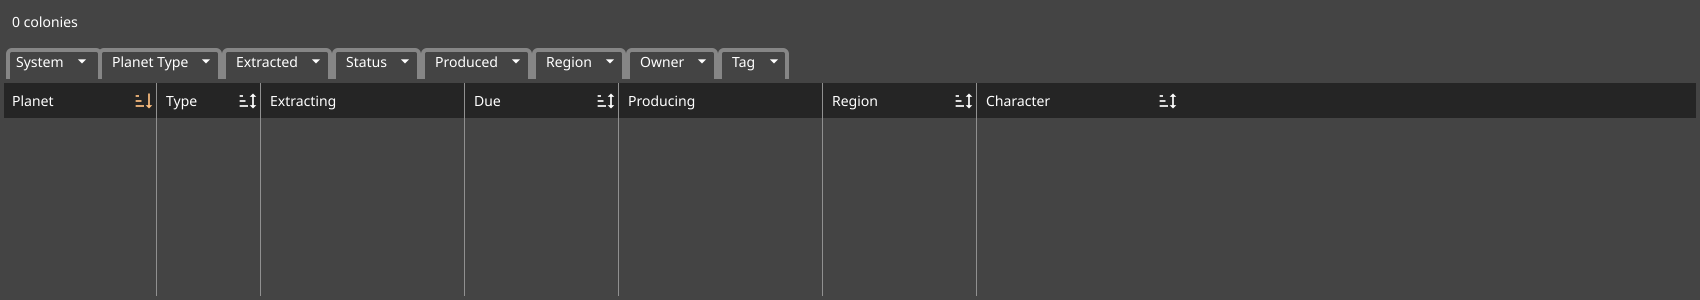 0 colonies
System Planet Type Extracted Status Produced Region Owner Tag
Planet Type Extracting Due Producing Region Character